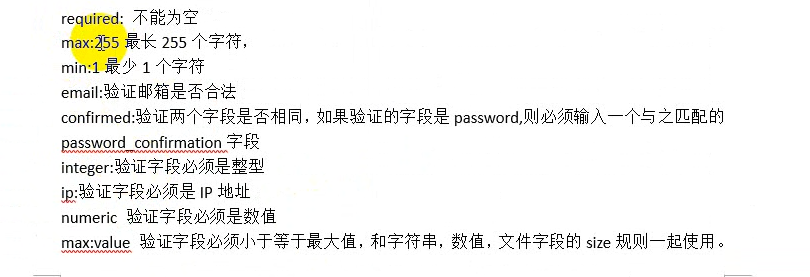 required: 不能为空
max:255 最长 255 个字符，
min:1 最少 1 个字符
email:验证邮箱是否合法
confirmed:验证两个字段是否相同，如果验证的字段是 password,则必须输入一个与之匹配的
password_confirmation 字段
integer:验证字段必须是整型
ip:验证字段必须是 IP 地址
numeric 验证字段必须是数值
max:value 验证字段必须小于等于最大值，和字符串，数值，文件字段的 size 规则一起使用。